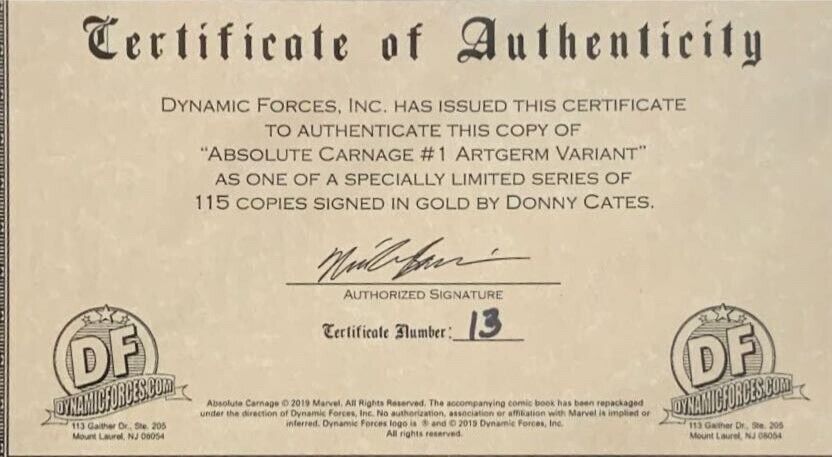 Certificate of Authenticity
DYNAMIC FORCES, INC. HAS ISSUED THIS CERTIFICATE
TO AUTHENTICATE THIS COPY OF
"ABSOLUTE CARNAGE #1 ARTGERM VARIANT"
AS ONE OF A SPECIALLY LIMITED SERIES OF
115 COPIES SIGNED IN GOLD BY DONNY CATES.
AUTHORIZED SIGNATURE
Certificate Number: 13
DF
DYNAMICFORCES.COM
113 Gaither Dr., Ste. 205
Mount Laurel, NJ 08054
Absolute Carnage © 2019 Marvel. All Rights Reserved. The accompanying comic book has been repackaged
under the direction of Dynamic Forces, Inc. No authorization, association or affiliation with Marvel is implied or
inferred. Dynamic Forces logo is ® and © 2019 Dynamic Forces, Inc.
All rights reserved.
DF
DYNAMICFORCES.COM
113 Gaither Dr., Ste. 205
Mount Laurel, NJ 08054